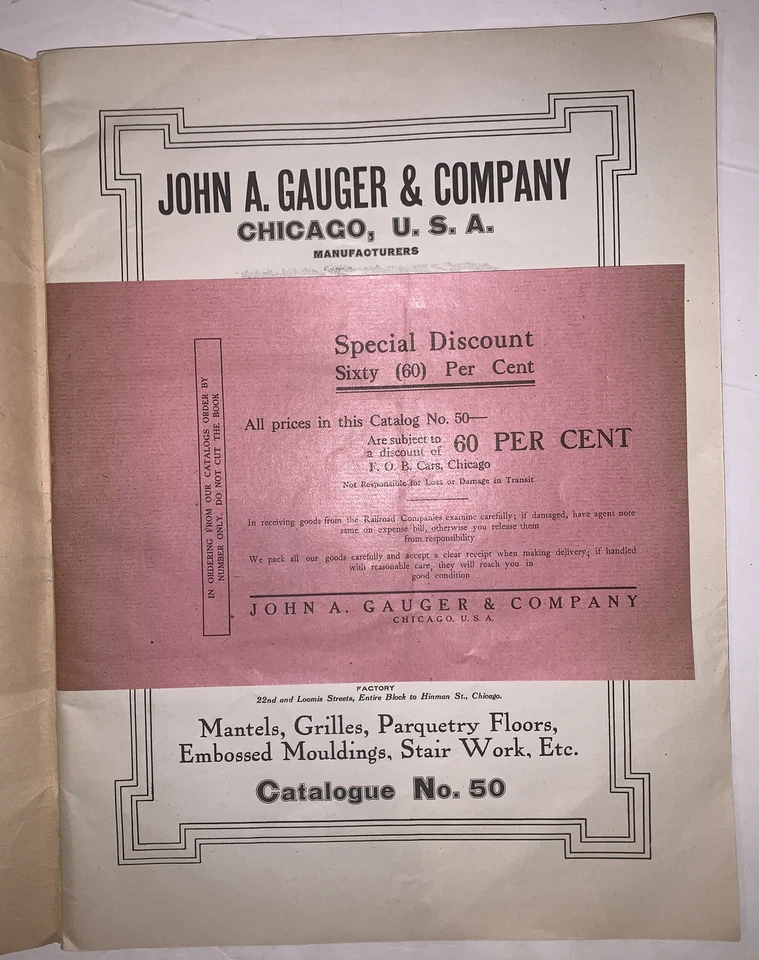 JOHN A. GAUGER & COMPANY
CHICAGO, U. S. A.
MANUFACTURERS
IN ORDERING FROM OUR CATALOGS ORDER BY
NUMBER ONLY. DO NOT CUT THE BOOK
Special Discount
Sixty (60) Per Cent
All prices in this Catalog No. 50—
Are subject to
a discount of
60 PER CENT
F. O. B. Cars, Chicago
Not Responsible for Loss or Damage in Transit
In receiving goods from the Railroad Companies examine carefully; if damaged, have agent note
same on expense bill, otherwise you release them
from responsibility
We pack all our goods carefully and accept a clear receipt when making delivery; if handled
with reasonable care, they will reach you in
good condition
JOHN A. GAUGER & COMPANY
CHICAGO, U. S. A.
FACTORY
22nd and Loomis Streets, Entire Block to Hinman St., Chicago.
Mantels, Grilles, Parquetry Floors,
Embossed Mouldings, Stair Work, Etc.
Catalogue No. 50